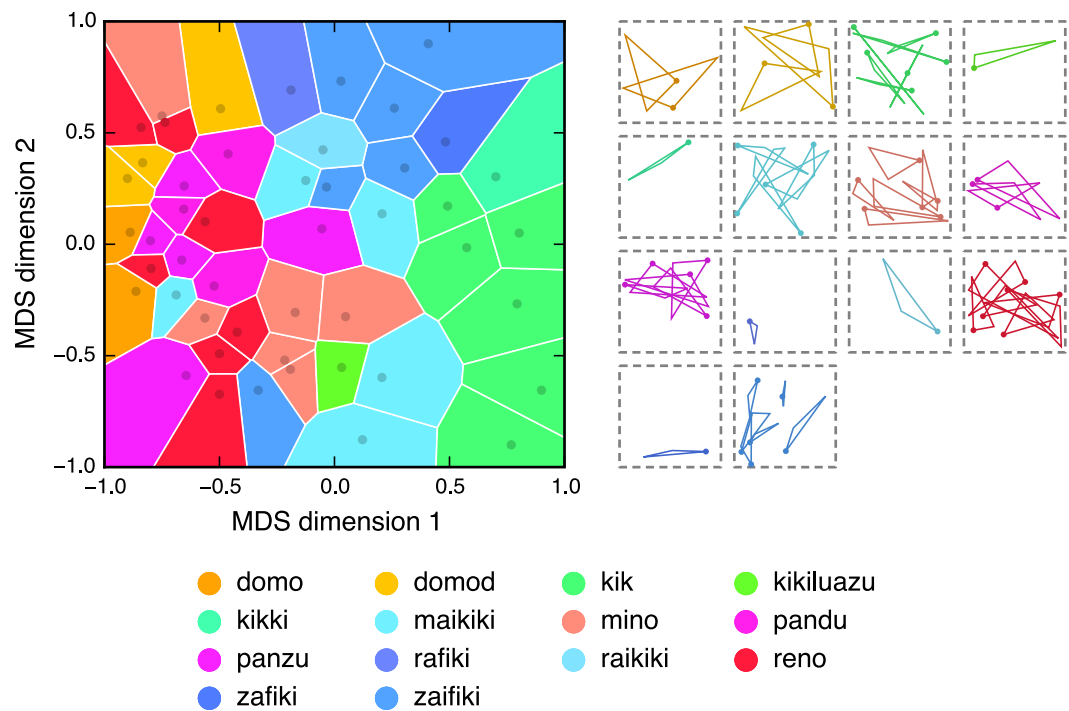 1.0
0.5
0.0
−0.5
−1.0
MDS dimension 2
−1.0 −0.5 0.0 0.5 1.0
MDS dimension 1
domo domod kik kikiluazu
kikki maikiki mino pandu
panzu rafiki raikiki reno
zafiki zaifiki